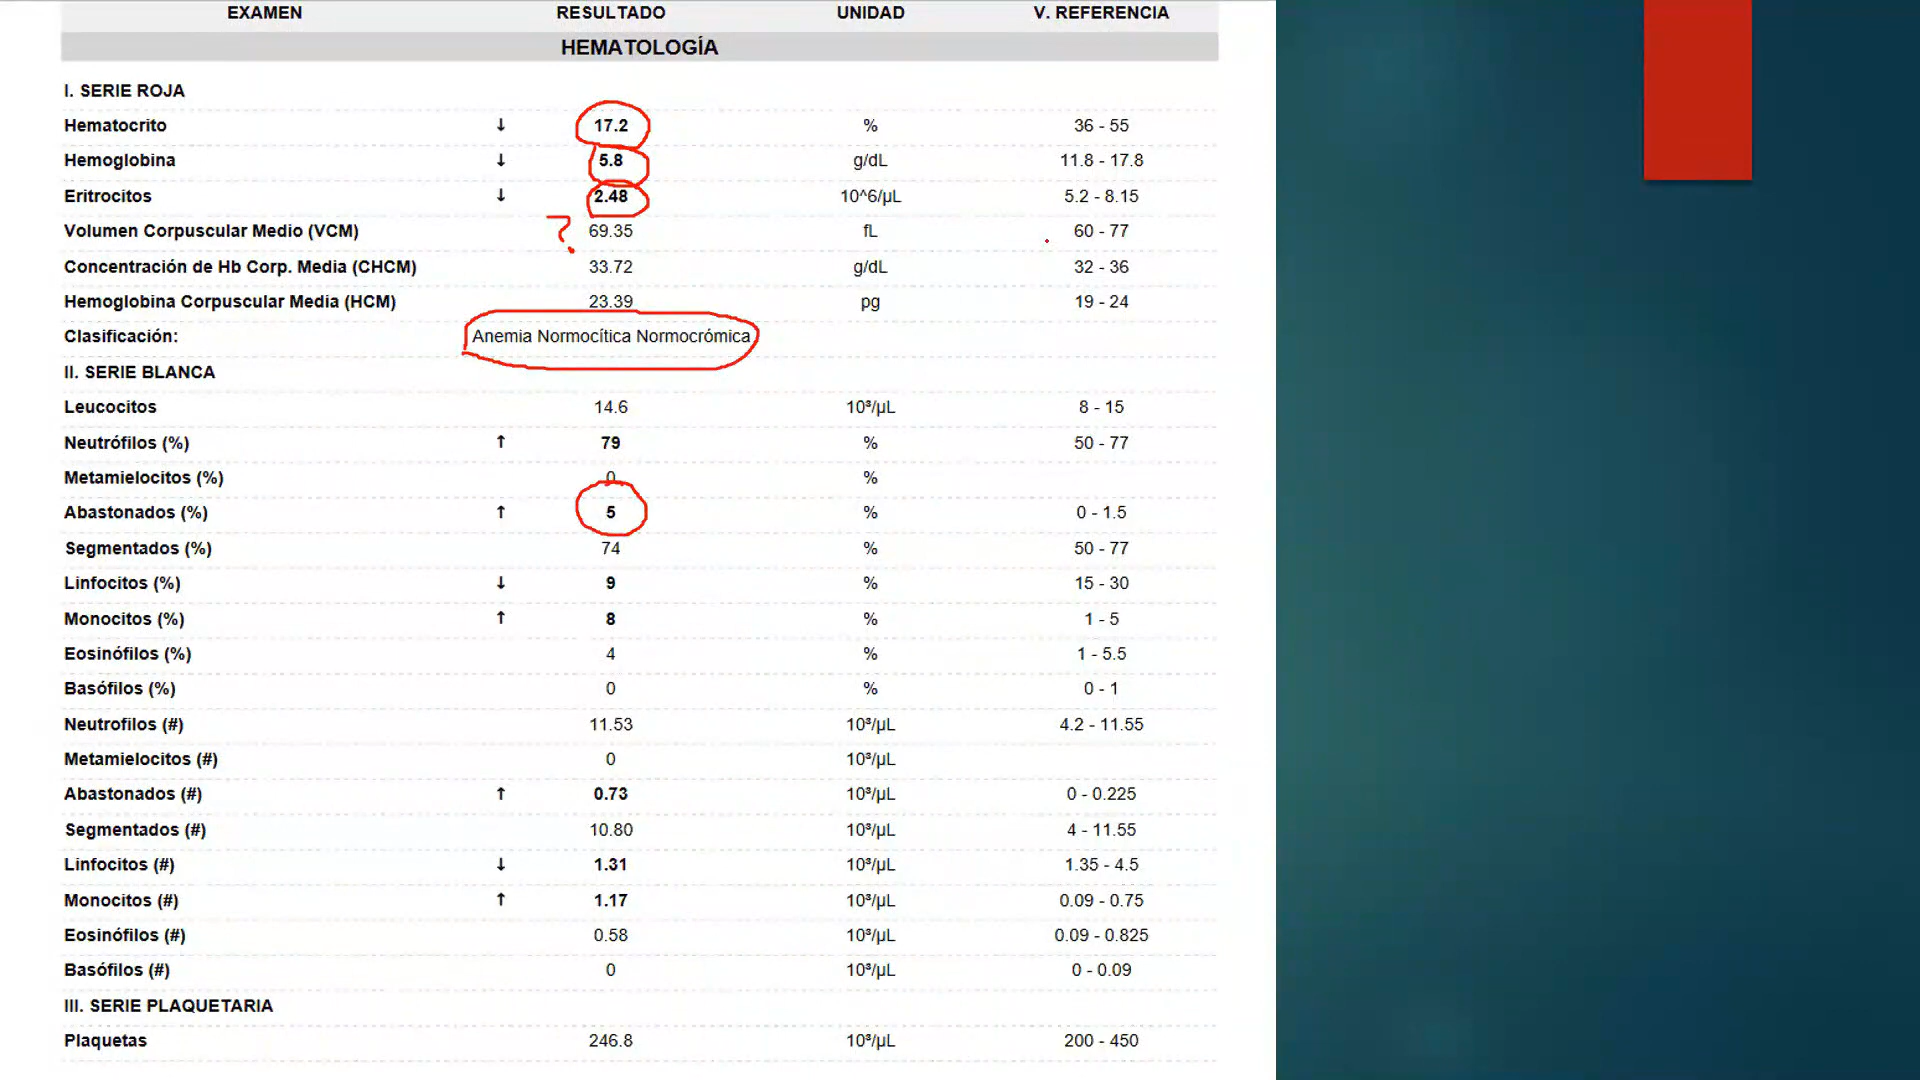 EXAMEN RESULTADO UNIDAD V. REFERENCIA
HEMATOLOGÍA
I. SERIE ROJA
Hematocrito ↓ 17.2 % 36 - 55
Hemoglobina ↓ 5.8 g/dL 11.8 - 17.8
Eritrocitos ↓ 2.48 10^6/µL 5.2 - 8.15
Volumen Corpuscular Medio (VCM) ? 69.35 fL 60 - 77
Concentración de Hb Corp. Media (CHCM) 33.72 g/dL 32 - 36
Hemoglobina Corpuscular Media (HCM) 23.39 pg 19 - 24
Clasificación: Anemia Normocítica Normocrómica
II. SERIE BLANCA
Leucocitos 14.6 10³/µL 8 - 15
Neutrófilos (%) ↑ 79 % 50 - 77
Metamielocitos (%) 0 %
Abastonados (%) ↑ 5 % 0 - 1.5
Segmentados (%) 74 % 50 - 77
Linfocitos (%) ↓ 9 % 15 - 30
Monocitos (%) ↑ 8 % 1 - 5
Eosinófilos (%) 4 % 1 - 5.5
Basófilos (%) 0 % 0 - 1
Neutrofilos (#) 11.53 10³/µL 4.2 - 11.55
Metamielocitos (#) 0 10³/µL
Abastonados (#) ↑ 0.73 10³/µL 0 - 0.225
Segmentados (#) 10.80 10³/µL 4 - 11.55
Linfocitos (#) ↓ 1.31 10³/µL 1.35 - 4.5
Monocitos (#) ↑ 1.17 10³/µL 0.09 - 0.75
Eosinófilos (#) 0.58 10³/µL 0.09 - 0.825
Basófilos (#) 0 10³/µL 0 - 0.09
III. SERIE PLAQUETARIA
Plaquetas 246.8 10³/µL 200 - 450